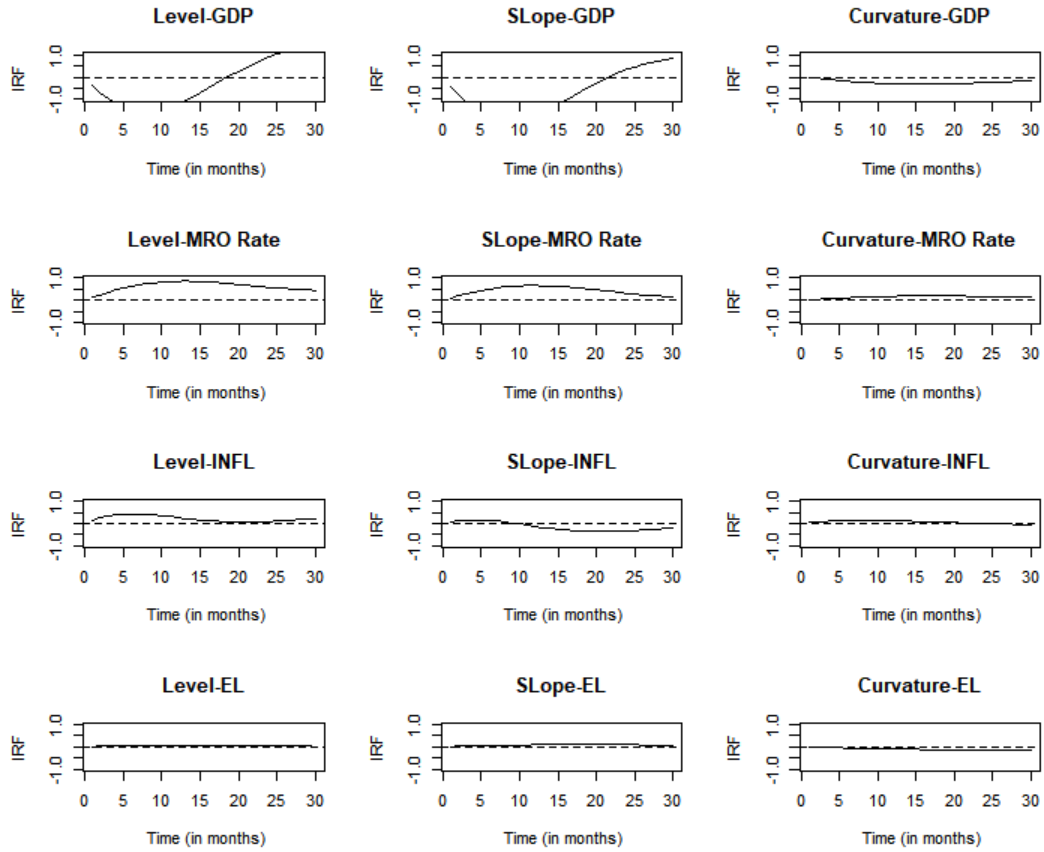 Level-GDP SLope-GDP Curvature-GDP
IRF -1.0 1.0 IRF -1.0 1.0 IRF -1.0 1.0
0 5 10 15 20 25 30 0 5 10 15 20 25 30 0 5 10 15 20 25 30
Time (in months) Time (in months) Time (in months)
Level-MRO Rate SLope-MRO Rate Curvature-MRO Rate
IRF -1.0 1.0 IRF -1.0 1.0 IRF -1.0 1.0
0 5 10 15 20 25 30 0 5 10 15 20 25 30 0 5 10 15 20 25 30
Time (in months) Time (in months) Time (in months)
Level-INFL SLope-INFL Curvature-INFL
IRF -1.0 1.0 IRF -1.0 1.0 IRF -1.0 1.0
0 5 10 15 20 25 30 0 5 10 15 20 25 30 0 5 10 15 20 25 30
Time (in months) Time (in months) Time (in months)
Level-EL SLope-EL Curvature-EL
IRF -1.0 1.0 IRF -1.0 1.0 IRF -1.0 1.0
0 5 10 15 20 25 30 0 5 10 15 20 25 30 0 5 10 15 20 25 30
Time (in months) Time (in months) Time (in months)